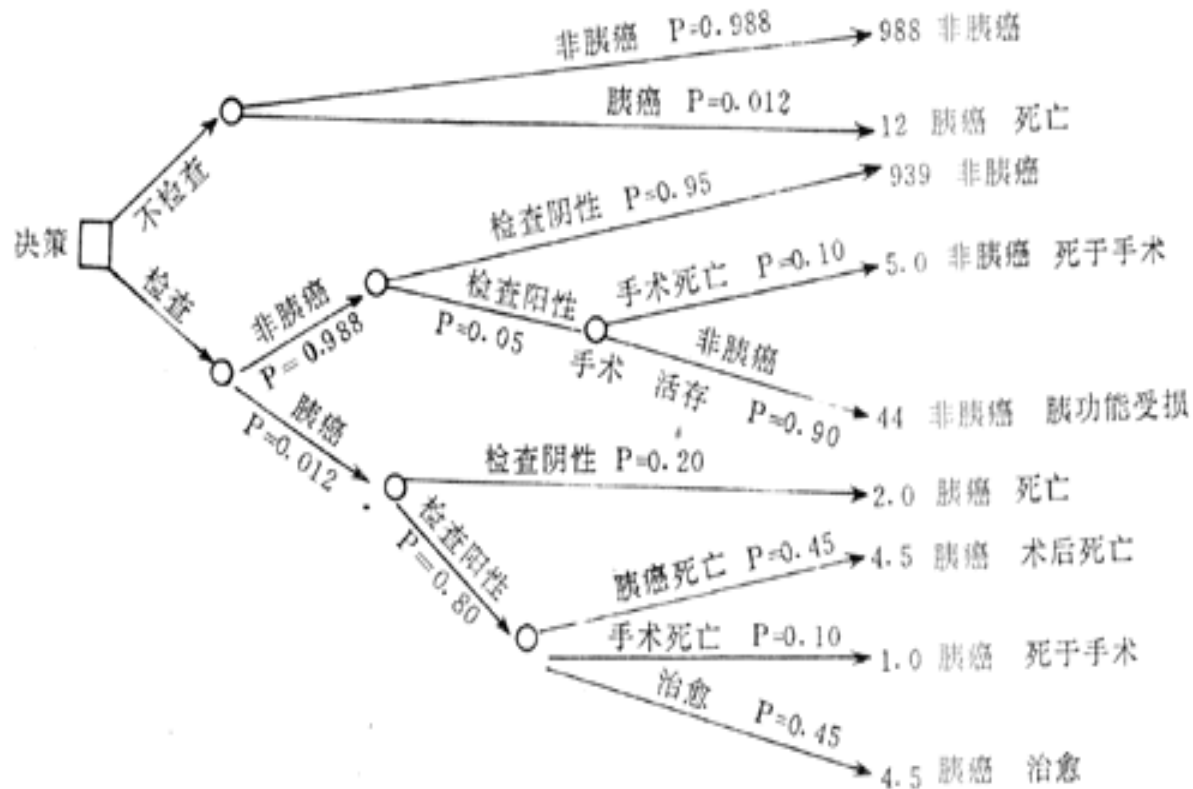 非胰癌 P=0.988
988 非胰癌
胰癌 P=0.012
12 胰癌 死亡
不检查
决策
检查
检查阴性 P=0.95
939 非胰癌
非胰癌
P=0.988
检查阳性
P=0.05
手术死亡 P=0.10
5.0 非胰癌 死于手术
手术 活存
非胰癌
P=0.90
44 非胰癌 胰功能受损
胰癌
P=0.012
检查阴性 P=0.20
2.0 胰癌 死亡
检查阳性
P=0.80
胰癌死亡 P=0.45
4.5 胰癌 术后死亡
手术死亡 P=0.10
1.0 胰癌 死于手术
治愈 P=0.45
4.5 胰癌 治愈